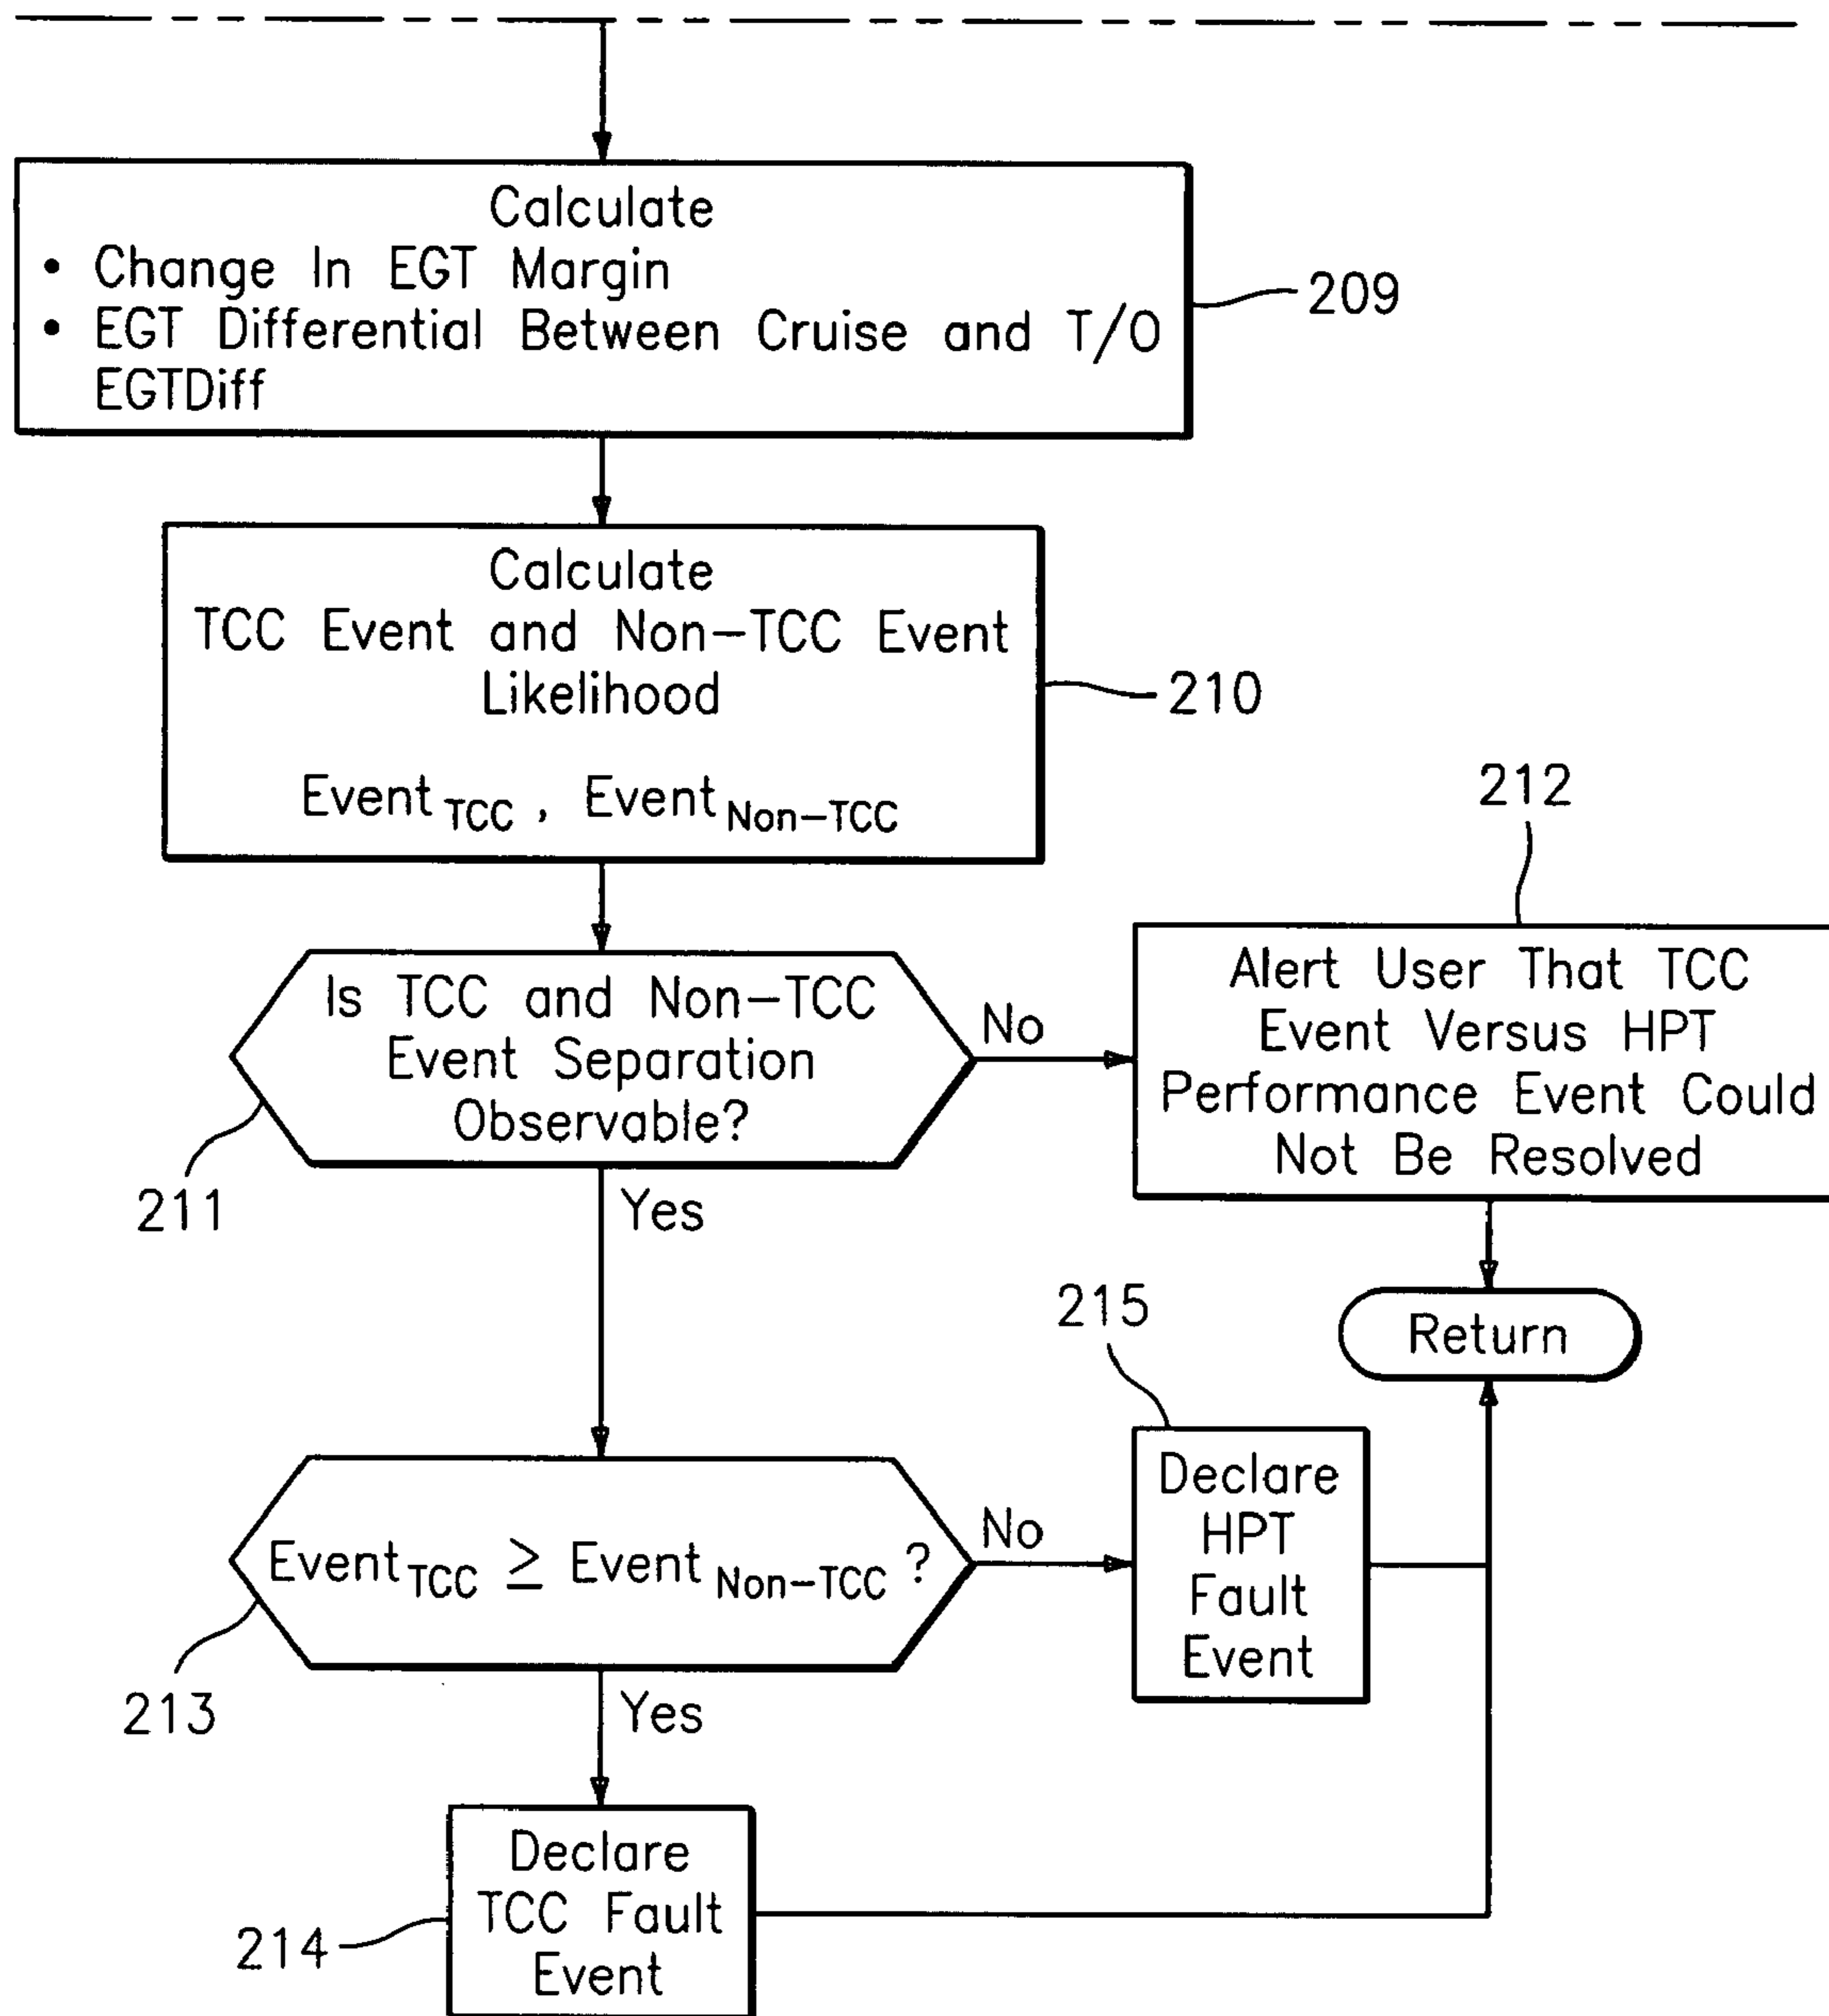 Calculate
• Change In EGT Margin
• EGT Differential Between Cruise and T/O
EGTDiff
209
Calculate
TCC Event and Non-TCC Event
Likelihood
Event TCC , Event Non-TCC
210
Is TCC and Non-TCC
Event Separation
Observable?
211
No
Yes
212
Alert User That TCC
Event Versus HPT
Performance Event Could
Not Be Resolved
Return
Event TCC ≥ Event Non-TCC ?
213
No
Yes
215
Declare
HPT
Fault
Event
Declare
TCC Fault
Event
214